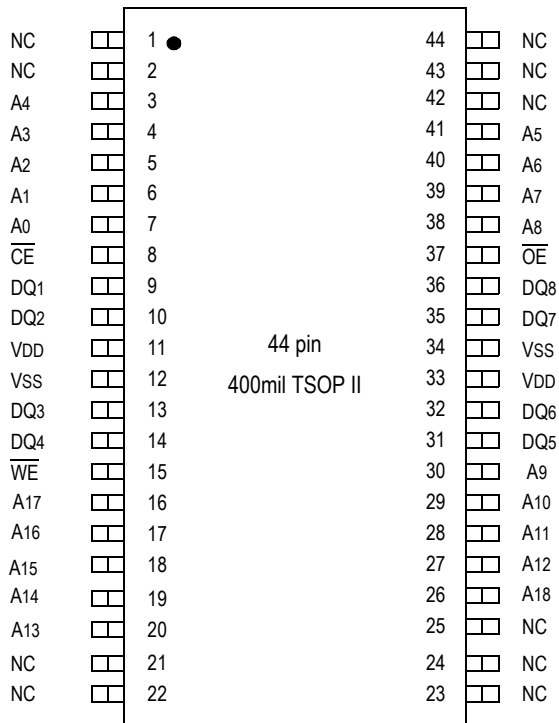 NC 1 44 NC
NC 2 43 NC
A4 3 42 NC
A3 4 41 A5
A2 5 40 A6
A1 6 39 A7
A0 7 38 A8
C̅E̅ 8 37 O̅E̅
DQ1 9 36 DQ8
DQ2 10 35 DQ7
VDD 11 44 pin 34 VSS
VSS 12 400mil TSOP II 33 VDD
DQ3 13 32 DQ6
DQ4 14 31 DQ5
W̅E̅ 15 30 A9
A17 16 29 A10
A16 17 28 A11
A15 18 27 A12
A14 19 26 A18
A13 20 25 NC
NC 21 24 NC
NC 22 23 NC